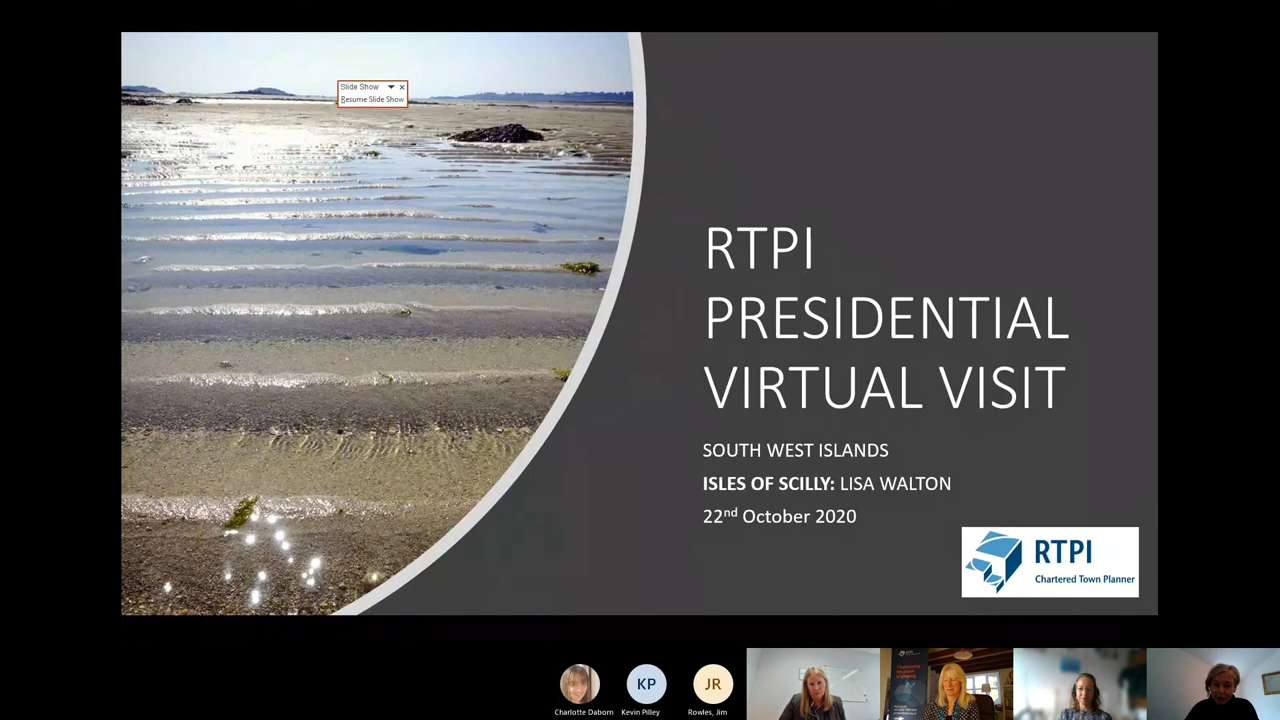 Slide Show
Resume Slide Show
RTPI
PRESIDENTIAL
VIRTUAL VISIT
SOUTH WEST ISLANDS
ISLES OF SCILLY: LISA WALTON
22nd October 2020
RTPI
Chartered Town Planner
KP
JR
Charlotte Daborn
Kevin Pilley
Rowles, Jim